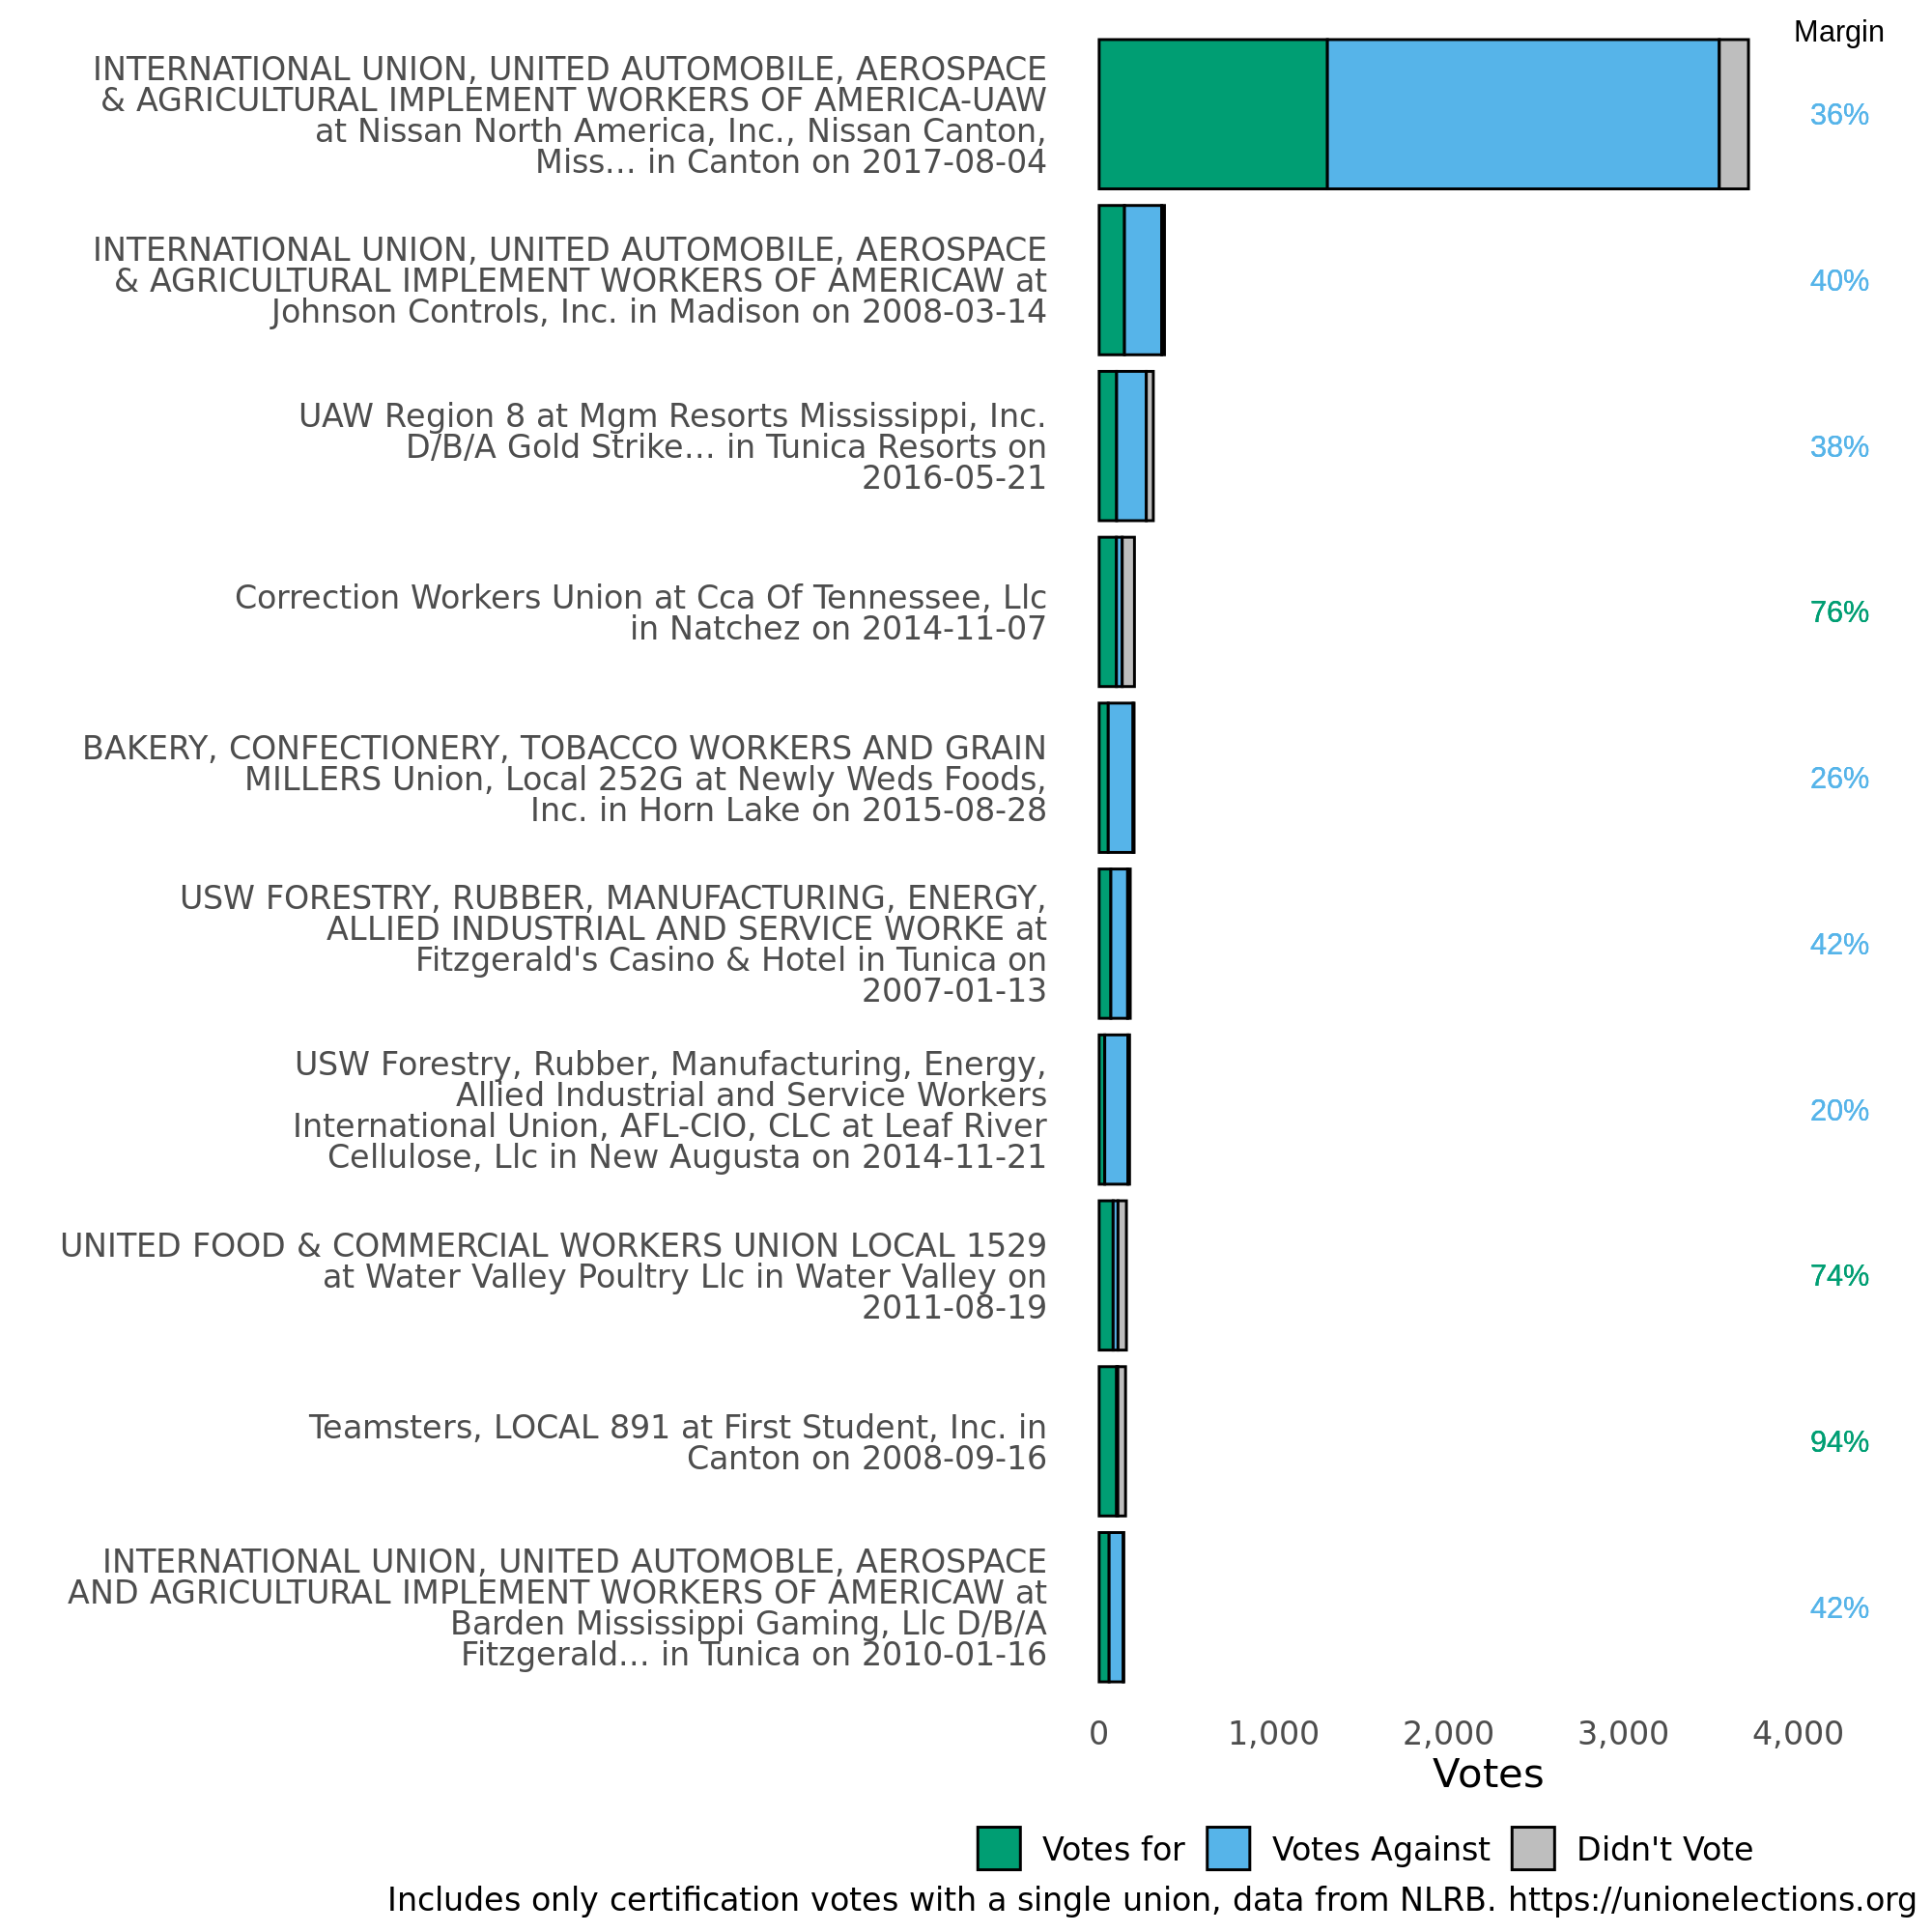 Margin
INTERNATIONAL UNION, UNITED AUTOMOBILE, AEROSPACE
& AGRICULTURAL IMPLEMENT WORKERS OF AMERICA-UAW
at Nissan North America, Inc., Nissan Canton,
Miss... in Canton on 2017-08-04
36%
INTERNATIONAL UNION, UNITED AUTOMOBILE, AEROSPACE
& AGRICULTURAL IMPLEMENT WORKERS OF AMERICAW at
Johnson Controls, Inc. in Madison on 2008-03-14
40%
UAW Region 8 at Mgm Resorts Mississippi, Inc.
D/B/A Gold Strike... in Tunica Resorts on
2016-05-21
38%
Correction Workers Union at Cca Of Tennessee, Llc
in Natchez on 2014-11-07
76%
BAKERY, CONFECTIONERY, TOBACCO WORKERS AND GRAIN
MILLERS Union, Local 252G at Newly Weds Foods,
Inc. in Horn Lake on 2015-08-28
26%
USW FORESTRY, RUBBER, MANUFACTURING, ENERGY,
ALLIED INDUSTRIAL AND SERVICE WORKE at
Fitzgerald's Casino & Hotel in Tunica on
2007-01-13
42%
USW Forestry, Rubber, Manufacturing, Energy,
Allied Industrial and Service Workers
International Union, AFL-CIO, CLC at Leaf River
Cellulose, Llc in New Augusta on 2014-11-21
20%
UNITED FOOD & COMMERCIAL WORKERS UNION LOCAL 1529
at Water Valley Poultry Llc in Water Valley on
2011-08-19
74%
Teamsters, LOCAL 891 at First Student, Inc. in
Canton on 2008-09-16
94%
INTERNATIONAL UNION, UNITED AUTOMOBLE, AEROSPACE
AND AGRICULTURAL IMPLEMENT WORKERS OF AMERICAW at
Barden Mississippi Gaming, Llc D/B/A
Fitzgerald... in Tunica on 2010-01-16
42%
0 1,000 2,000 3,000 4,000
Votes
Votes for Votes Against Didn't Vote
Includes only certification votes with a single union, data from NLRB. https://unionelections.org